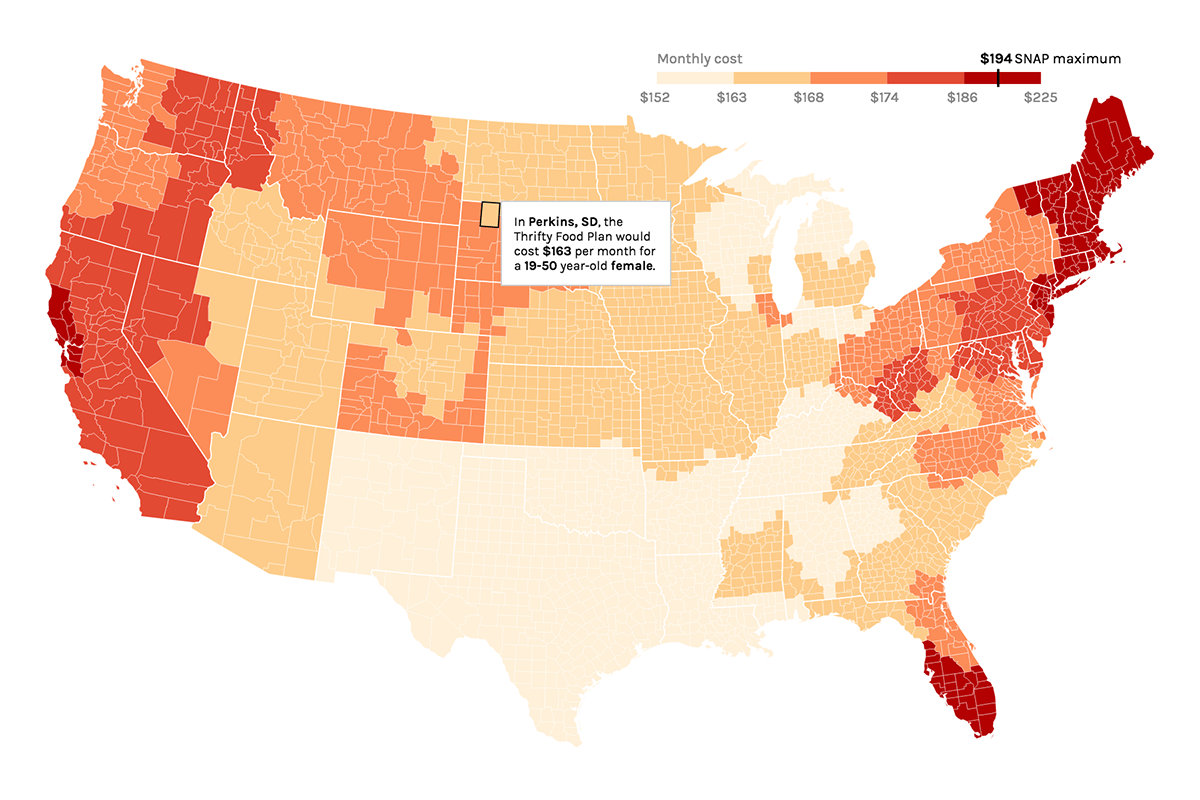 Monthly cost
$194 SNAP maximum
$152 $163 $168 $174 $186 $225
In Perkins, SD, the
Thrifty Food Plan would
cost $163 per month for
a 19-50 year-old female.